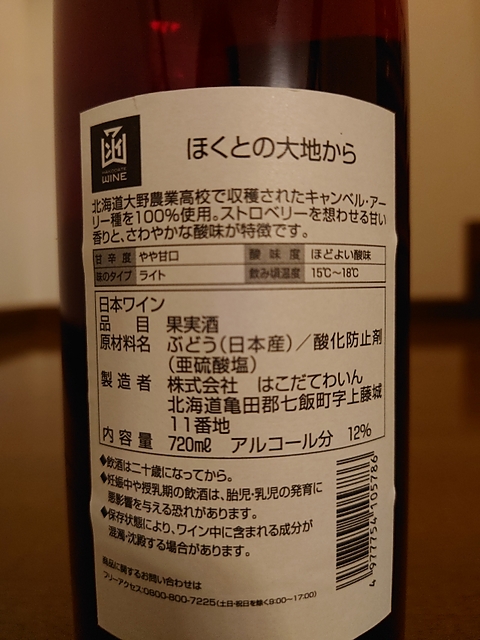 函
HAKODATE
WINE
ほくとの大地から
北海道大野農業高校で収穫されたキャンベル・アー
リー種を100%使用。ストロベリーを想わせる甘い
香りと、さわやかな酸味が特徴です。
甘辛度 やや甘口 酸味度 ほどよい酸味
味のタイプ ライト 飲み頃温度 15℃〜18℃
日本ワイン
品目 果実酒
原材料名 ぶどう(日本産)/酸化防止剤
(亜硫酸塩)
製造者 株式会社 はこだてわいん
北海道亀田郡七飯町字上藤城
11番地
内容量 720mℓ アルコール分 12%
◆飲酒は二十歳になってから。
◆妊娠中や授乳期の飲酒は、胎児・乳児の発育に
悪影響を与える恐れがあります。
◆保存状態により、ワイン中に含まれる成分が
混濁・沈殿する場合があります。
商品に関するお問い合わせは
フリーアクセス:0800-800-7225(土・日・祝日を除く9:00〜17:00)
4 977754 105786